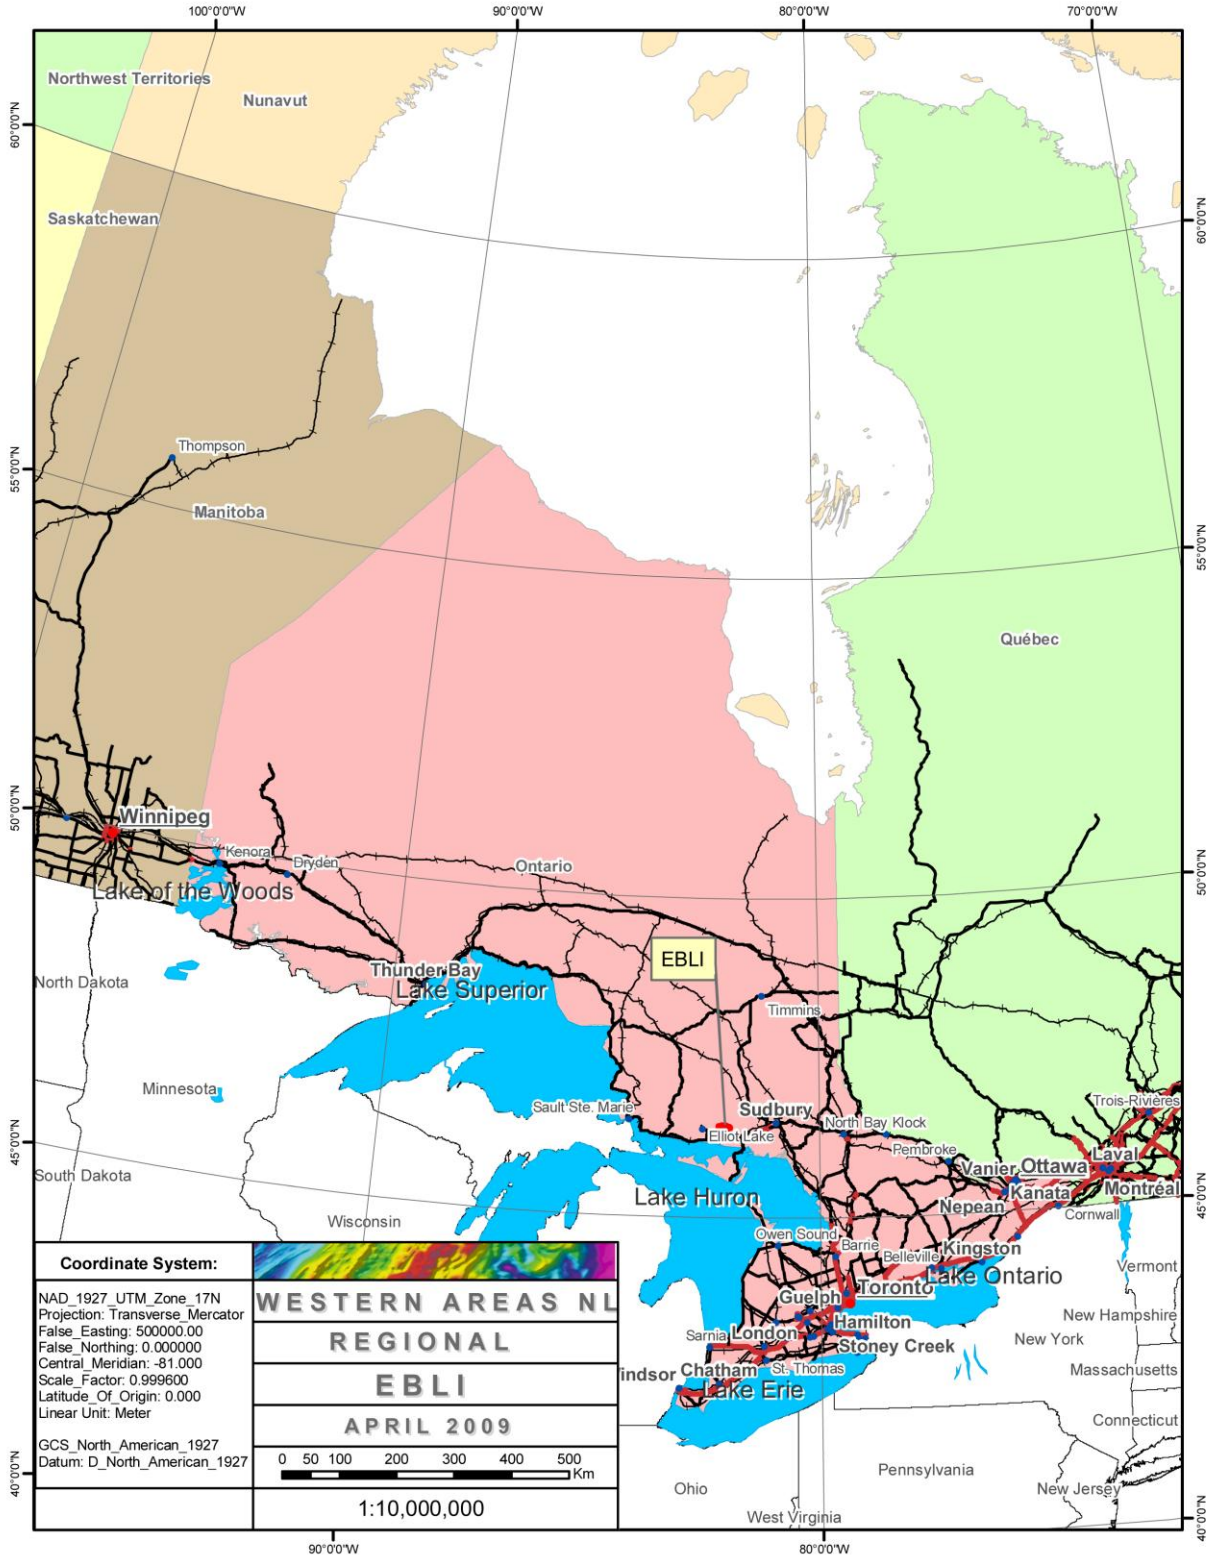 100°0'0"W
90°0'0"W
80°0'0"W
70°0'0"W
Northwest Territories
Nunavut
60°0'0"N
Saskatchewan
60°0'0"N
Thompson
55°0'0"N
Manitoba
55°0'0"N
Québec
50°0'0"N
Winnipeg
Kenora
Dryden
Ontario
50°0'0"N
Lake of the Woods
EBLI
Thunder Bay
North Dakota
Lake Superior
Timmins
Minnesota
Trois-Rivières
Sault Ste. Marie
Sudbury
North Bay Klock
45°0'0"N
Elliot Lake
Pembroke
Laval
South Dakota
Vanier
Ottawa
Lake Huron
Kanata
Montréal
45°0'0"N
Nepean
Cornwall
Wisconsin
Owen Sound
Barrie
Belleville
Kingston
Vermont
Lake Ontario
Toronto
Guelph
New Hampshire
Hamilton
Sarnia
London
Stoney Creek
New York
indsor
Chatham
St. Thomas
Massachusetts
Lake Erie
Connecticut
Pennsylvania
Ohio
New Jersey
West Virginia
40°0'0"N
40°0'0"N
Coordinate System:
NAD_1927_UTM_Zone_17N
Projection: Transverse_Mercator
False_Easting: 500000.00
False_Northing: 0.000000
Central_Meridian: -81.000
Scale_Factor: 0.999600
Latitude_Of_Origin: 0.000
Linear Unit: Meter
GCS_North_American_1927
Datum: D_North_American_1927
WESTERN AREAS NL
REGIONAL
EBLI
APRIL 2009
0 50 100 200 300 400 500
Km
1:10,000,000
90°0'0"W
80°0'0"W